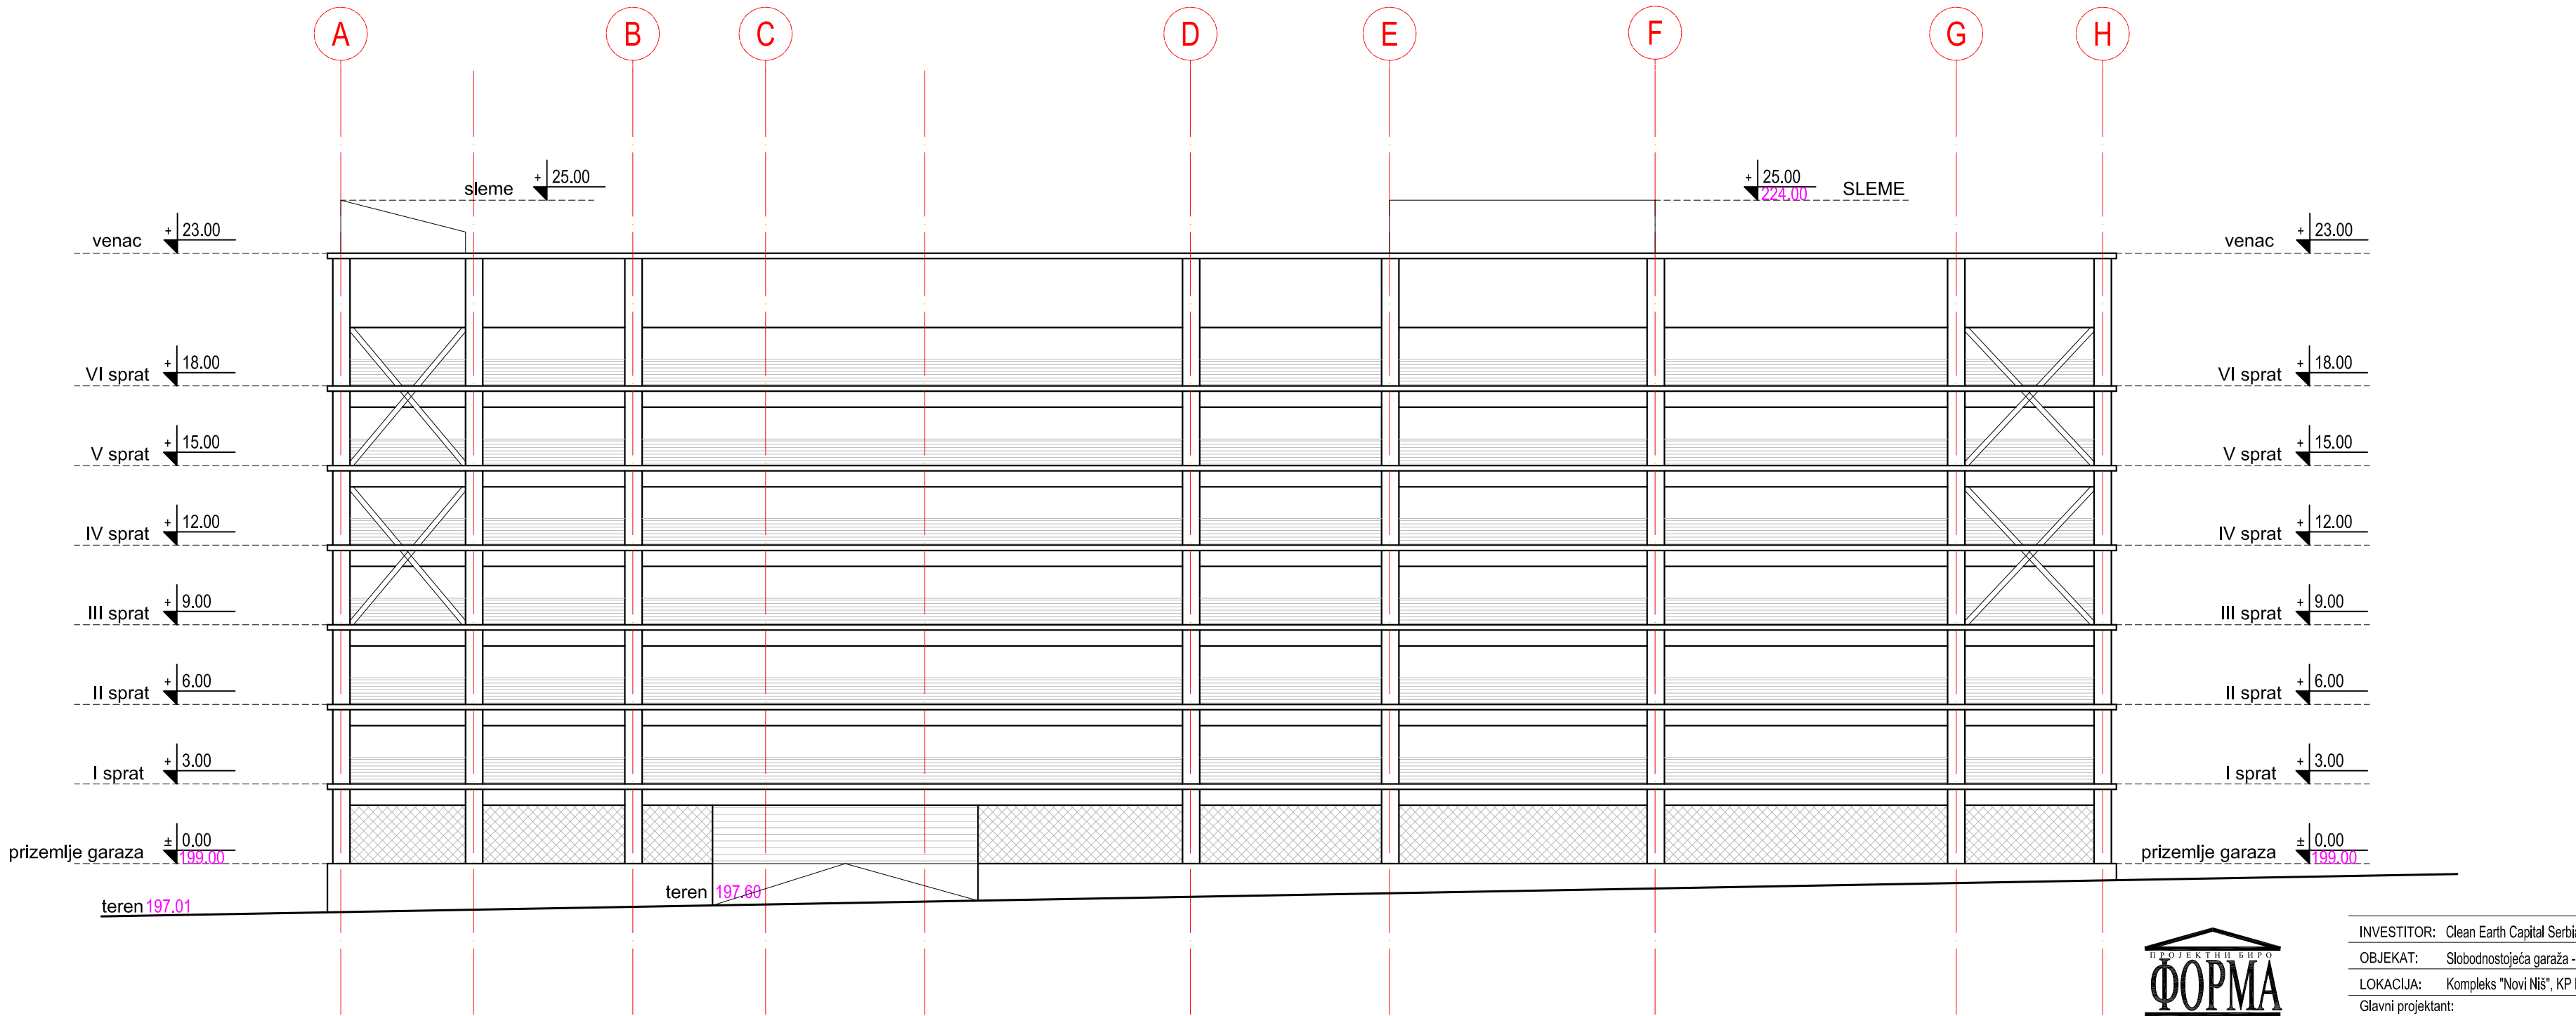 A B C D E F G H
sleme + 25.00
+ 25.00 SLEME
224.00
venac + 23.00
venac + 23.00
VI sprat + 18.00
VI sprat + 18.00
V sprat + 15.00
V sprat + 15.00
IV sprat + 12.00
IV sprat + 12.00
III sprat + 9.00
III sprat + 9.00
II sprat + 6.00
II sprat + 6.00
I sprat + 3.00
I sprat + 3.00
prizemlje garaza ± 0.00
199.00
prizemlje garaza ± 0.00
199.00
teren 197.60
teren 197.01
ПРОЈЕКТНИ БИРО
ФОРМА
INVESTITOR: Clean Earth Capital Serbia
OBJEKAT: Slobodnostojeća garaža -
LOKACIJA: Kompleks "Novi Niš", KP
Glavni projektant: